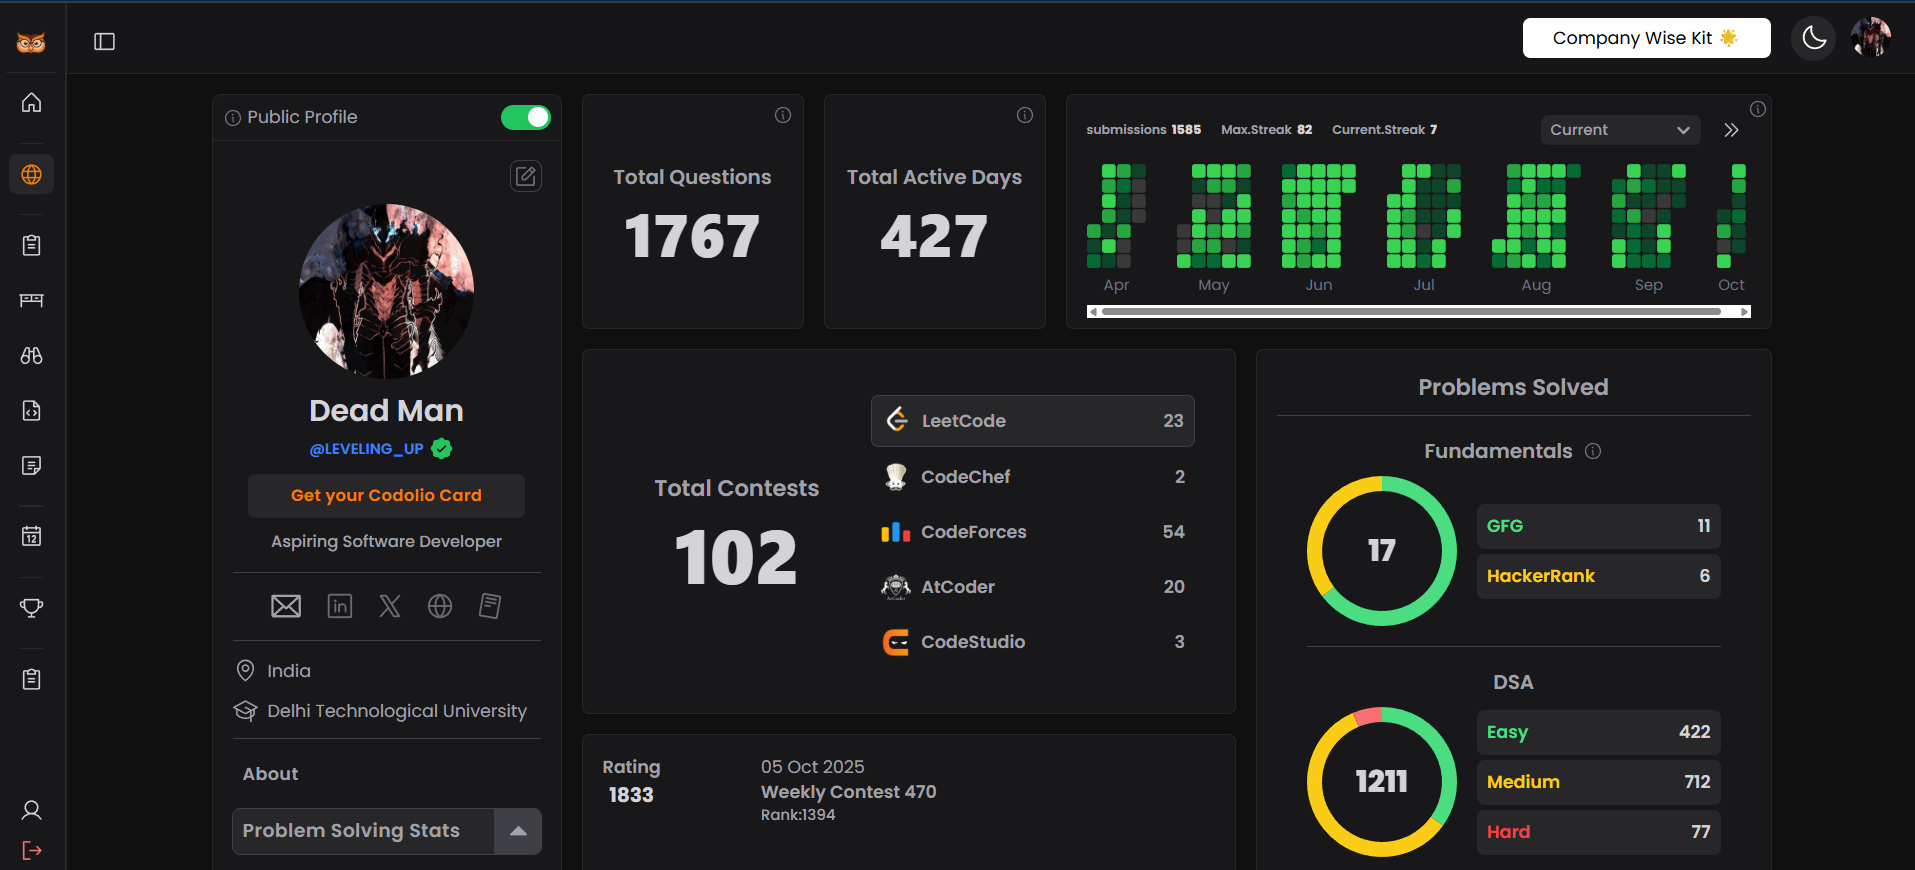 Company Wise Kit
Public Profile
Dead Man
@LEVELING_UP
Get your Codolio Card
Aspiring Software Developer
in
India
Delhi Technological University
About
Problem Solving Stats
12
Total Questions
1767
Total Active Days
427
submissions 1585 Max.Streak 82 Current.Streak 7
Current
Apr May Jun Jul Aug Sep Oct
Total Contests
102
LeetCode 23
CodeChef 2
CodeForces 54
AtCoder 20
CodeStudio 3
Rating
1833
05 Oct 2025
Weekly Contest 470
Rank:1394
Problems Solved
Fundamentals
17
GFG 11
HackerRank 6
DSA
1211
Easy 422
Medium 712
Hard 77